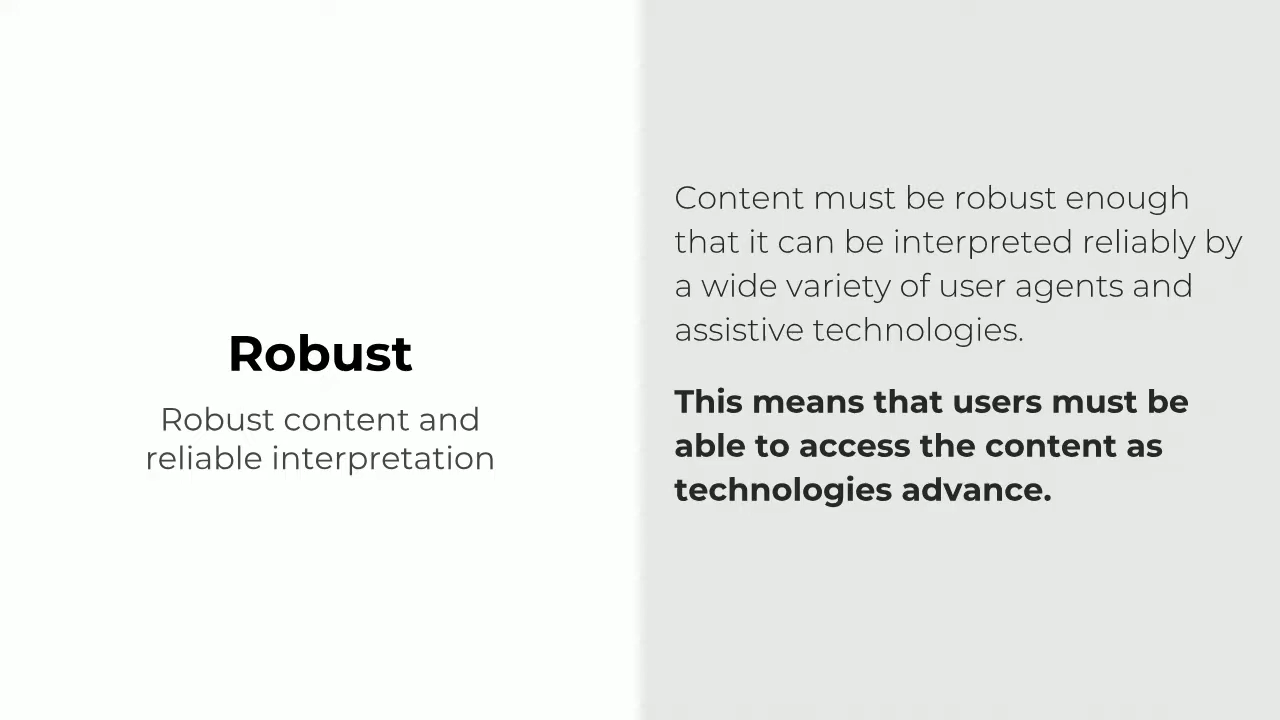 Robust
Robust content and
reliable interpretation
Content must be robust enough
that it can be interpreted reliably by
a wide variety of user agents and
assistive technologies.
This means that users must be
able to access the content as
technologies advance.